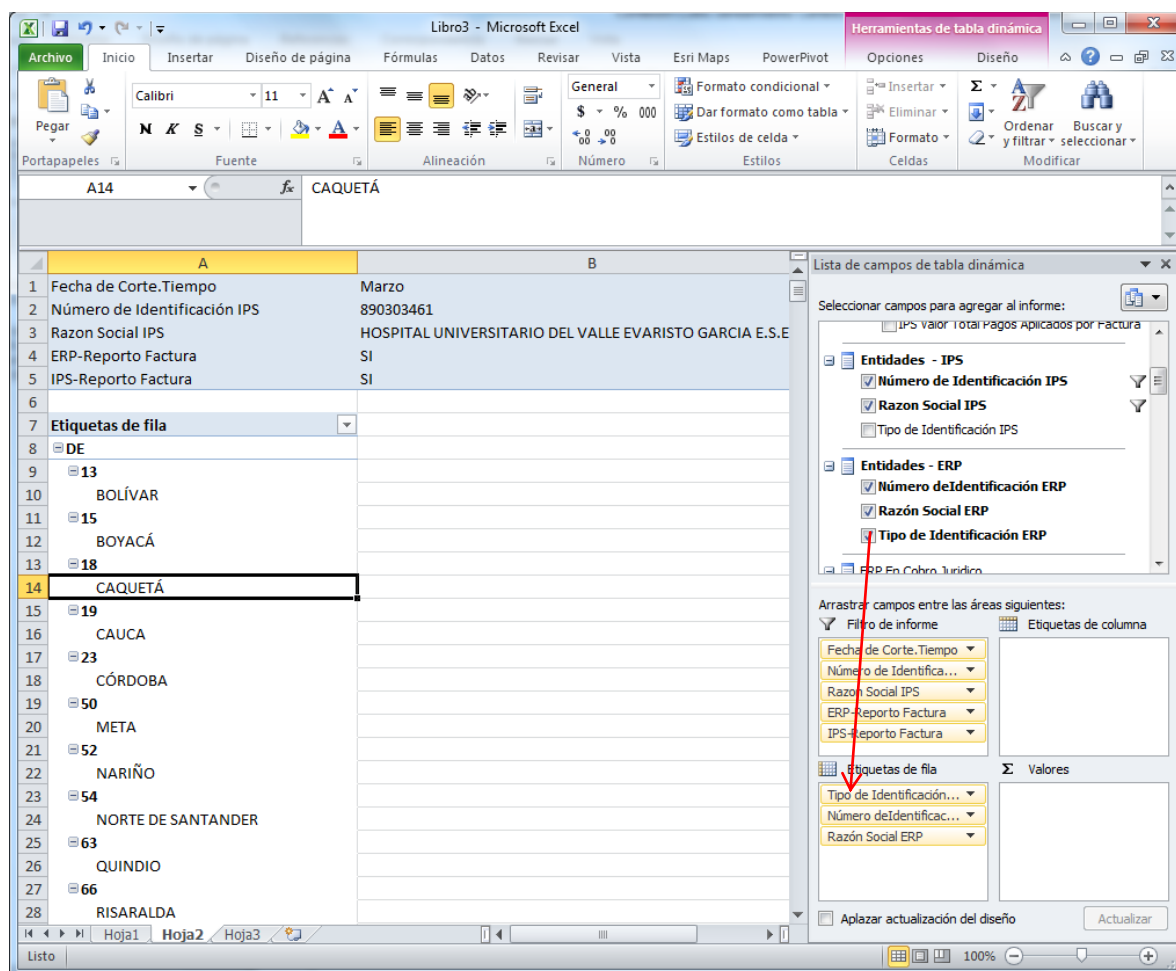 Libro3 - Microsoft Excel
Herramientas de tabla dinámica
Archivo Inicio Insertar Diseño de página Fórmulas Datos Revisar Vista Esri Maps PowerPivot Opciones Diseño
Pegar
Calibri 11
N K S
General
$ % 000
Formato condicional
Dar formato como tabla
Estilos de celda
Insertar
Eliminar
Formato
Σ
Ordenar y filtrar
Buscar y seleccionar
Portapapeles Fuente Alineación Número Estilos Celdas Modificar
A14 fx CAQUETÁ
A B
1 Fecha de Corte.Tiempo Marzo
2 Número de Identificación IPS 890303461
3 Razon Social IPS HOSPITAL UNIVERSITARIO DEL VALLE EVARISTO GARCIA E.S.E
4 ERP-Reporto Factura SI
5 IPS-Reporto Factura SI
6
7 Etiquetas de fila
8 DE
9 13
10 BOLÍVAR
11 15
12 BOYACÁ
13 18
14 CAQUETÁ
15 19
16 CAUCA
17 23
18 CÓRDOBA
19 50
20 META
21 52
22 NARIÑO
23 54
24 NORTE DE SANTANDER
25 63
26 QUINDIO
27 66
28 RISARALDA
Lista de campos de tabla dinámica
Seleccionar campos para agregar al informe:
IPS Valor Total Pagos Aplicados por Factura
Entidades - IPS
Número de Identificación IPS
Razon Social IPS
Tipo de Identificación IPS
Entidades - ERP
Número deIdentificación ERP
Razón Social ERP
Tipo de Identificación ERP
ERP En Cobro Juridico
Arrastrar campos entre las áreas siguientes:
Filtro de informe
Etiquetas de columna
Fecha de Corte.Tiempo
Número de Identifica...
Razon Social IPS
ERP-Reporto Factura
IPS-Reporto Factura
Etiquetas de fila
Σ Valores
Tipo de Identificación...
Número deIdentificac...
Razón Social ERP
Aplazar actualización del diseño
Actualizar
Hoja1 Hoja2 Hoja3
Listo
100%